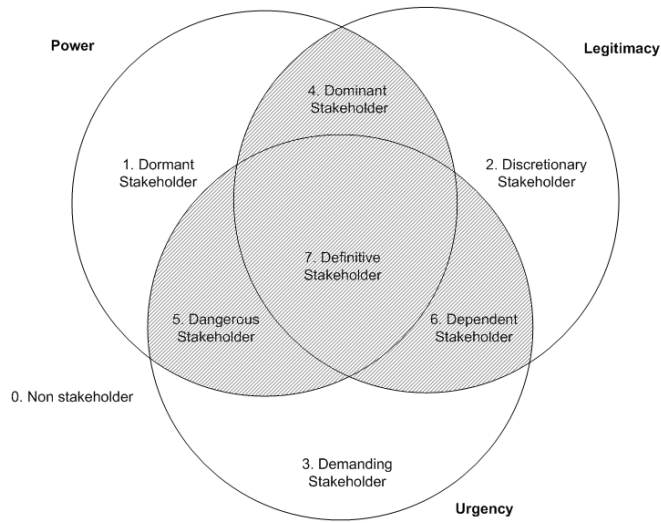 Power
Legitimacy
4. Dominant
Stakeholder
1. Dormant
Stakeholder
2. Discretionary
Stakeholder
7. Definitive
Stakeholder
5. Dangerous
Stakeholder
6. Dependent
Stakeholder
0. Non stakeholder
3. Demanding
Stakeholder
Urgency